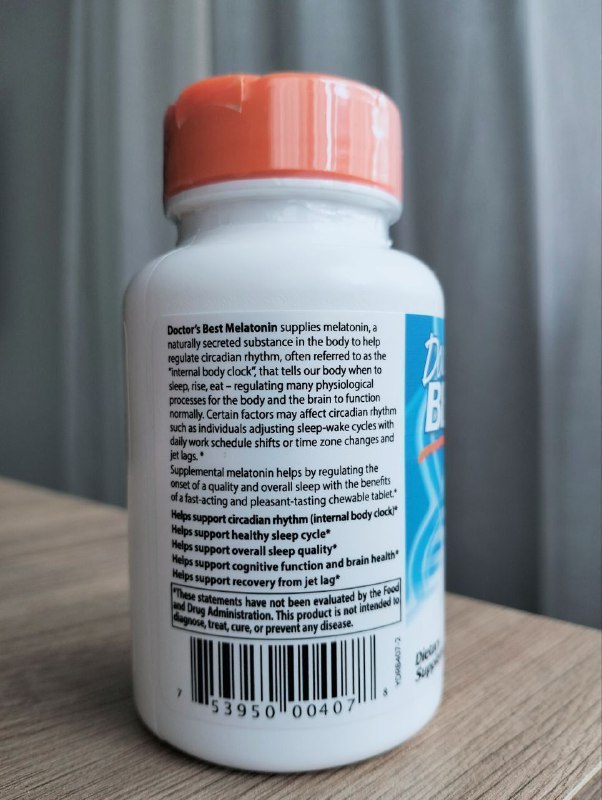 Doctor's Best Melatonin supplies melatonin, a
naturally secreted substance in the body to help
regulate circadian rhythm, often referred to as the
"internal body clock", that tells our body when to
sleep, rise, eat – regulating many physiological
processes for the body and the brain to function
normally. Certain factors may affect circadian rhythm
such as individuals adjusting sleep-wake cycles with
daily work schedule shifts or time zone changes and
jet lags.*
Supplemental melatonin helps by regulating the
onset of a quality and overall sleep with the benefits
of a fast-acting and pleasant-tasting chewable tablet.*
Helps support circadian rhythm (internal body clock)*
Helps support healthy sleep cycle*
Helps support overall sleep quality*
Helps support cognitive function and brain health*
Helps support recovery from jet lag*
*These statements have not been evaluated by the Food
and Drug Administration. This product is not intended to
diagnose, treat, cure, or prevent any disease.
7 53950 00407 8
YDRB407-2